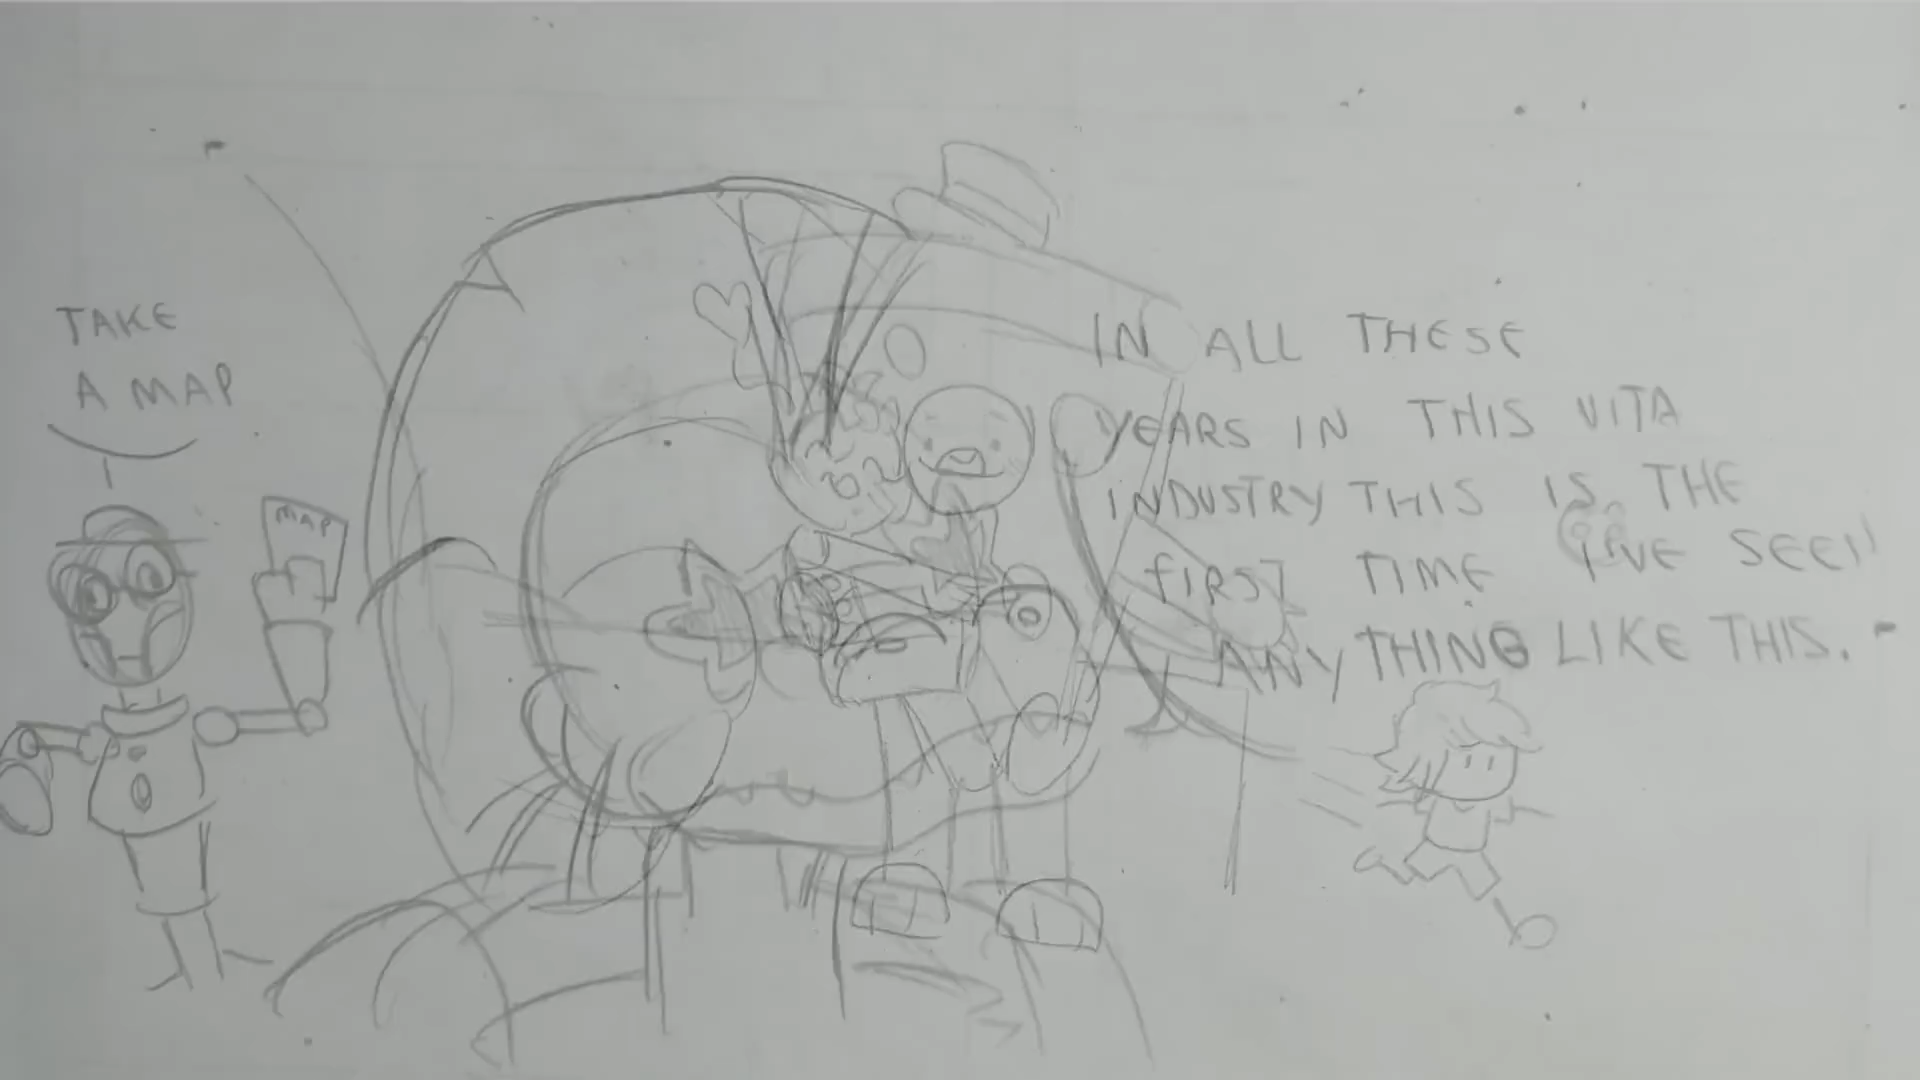 TAKE
A MAP
MAP
IN ALL THESE
YEARS IN THIS VITA
INDUSTRY THIS IS THE
FIRST TIME I'VE SEEN
ANYTHING LIKE THIS.